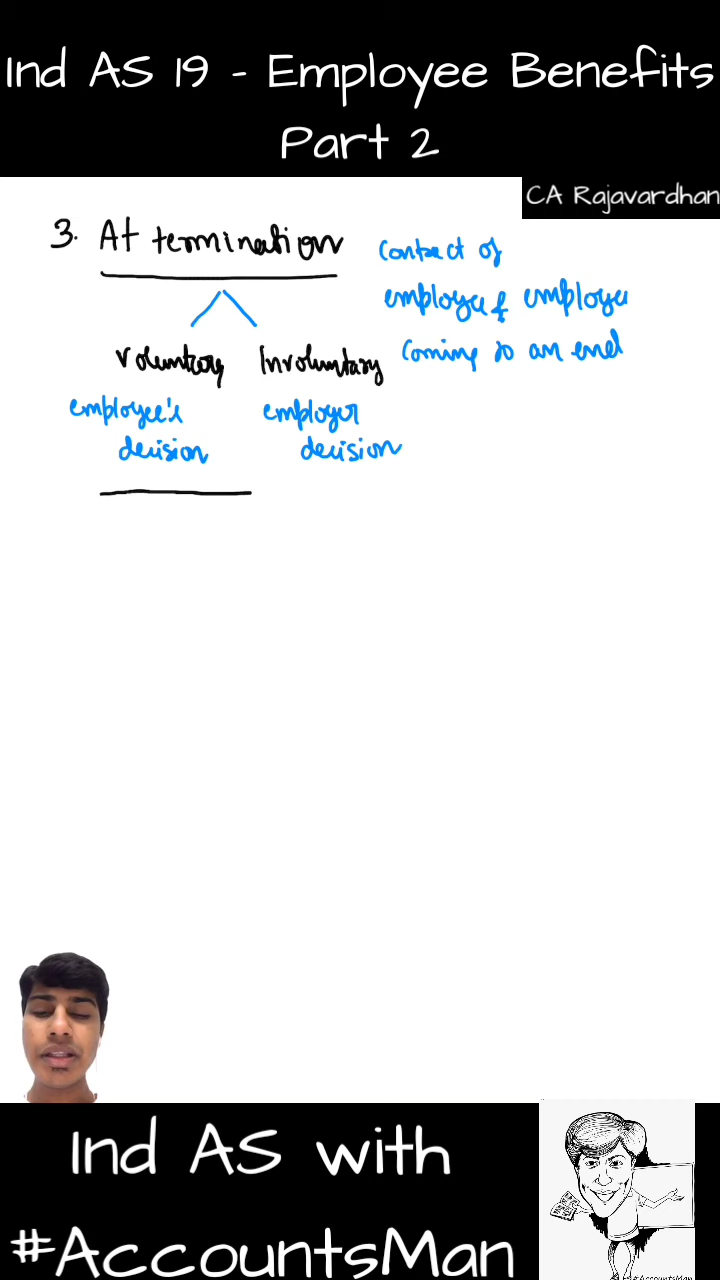 Ind AS 19 - Employee Benefits
Part 2
CA Rajavardhan
3. At termination
contract of
employee & employer
coming to an end
Voluntary Involuntary
employee's employer
decision decision
Ind AS with
#AccountsMan
#AccountsMan